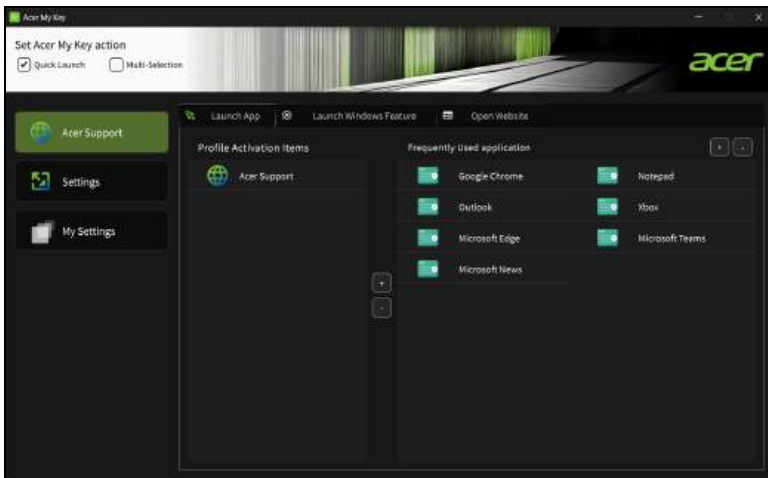 Acer My Key
Set Acer My Key action
Quick Launch Multi-Selection
acer
Acer Support
Settings
My Settings
Launch App Launch Windows Feature Open Website
Profile Activation Items
Acer Support
Frequently Used application
+ -
Google Chrome Notepad
Outlook Xbox
Microsoft Edge Microsoft Teams
Microsoft News
+
-